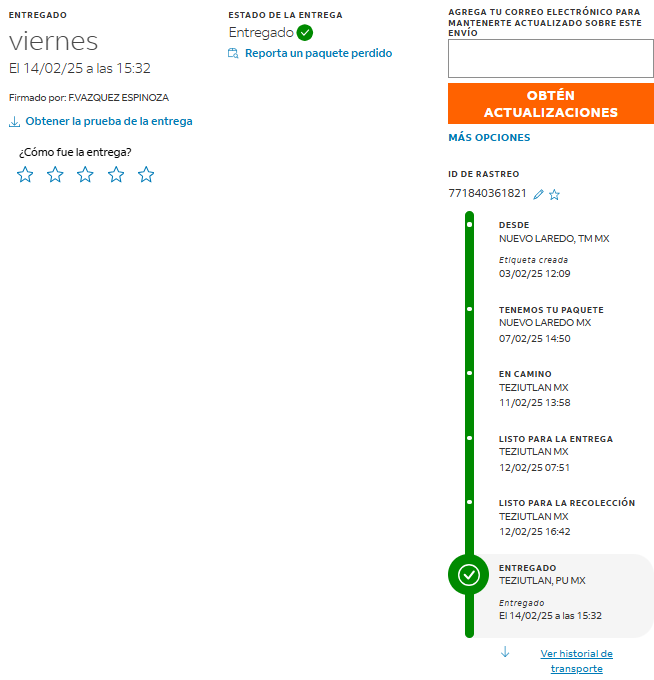 ENTREGADO
viernes
El 14/02/25 a las 15:32
Firmado por: F.VAZQUEZ ESPINOZA
Obtener la prueba de la entrega
¿Cómo fue la entrega?
ESTADO DE LA ENTREGA
Entregado
Reporta un paquete perdido
AGREGA TU CORREO ELECTRÓNICO PARA
MANTENERTE ACTUALIZADO SOBRE ESTE
ENVÍO
OBTÉN
ACTUALIZACIONES
MÁS OPCIONES
ID DE RASTREO
771840361821
DESDE
NUEVO LAREDO, TM MX
Etiqueta creada
03/02/25 12:09
TENEMOS TU PAQUETE
NUEVO LAREDO MX
07/02/25 14:50
EN CAMINO
TEZIUTLAN MX
11/02/25 13:58
LISTO PARA LA ENTREGA
TEZIUTLAN MX
12/02/25 07:51
LISTO PARA LA RECOLECCIÓN
TEZIUTLAN MX
12/02/25 16:42
ENTREGADO
TEZIUTLAN, PU MX
Entregado
El 14/02/25 a las 15:32
Ver historial de
transporte